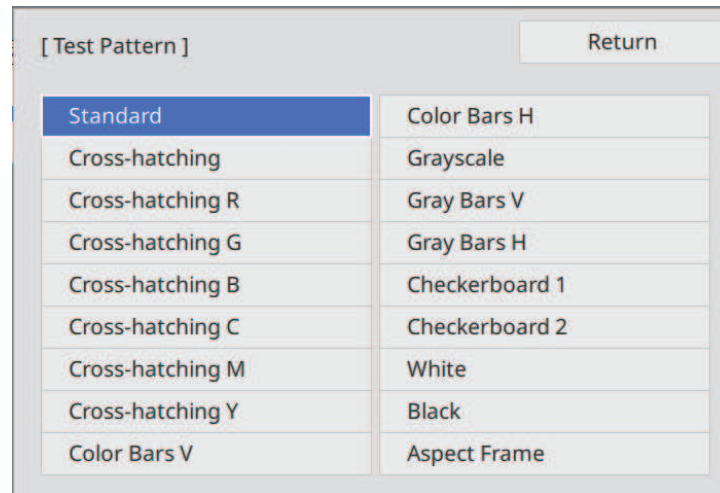 [ Test Pattern ]
Return
Standard
Cross-hatching
Cross-hatching R
Cross-hatching G
Cross-hatching B
Cross-hatching C
Cross-hatching M
Cross-hatching Y
Color Bars V
Color Bars H
Grayscale
Gray Bars V
Gray Bars H
Checkerboard 1
Checkerboard 2
White
Black
Aspect Frame